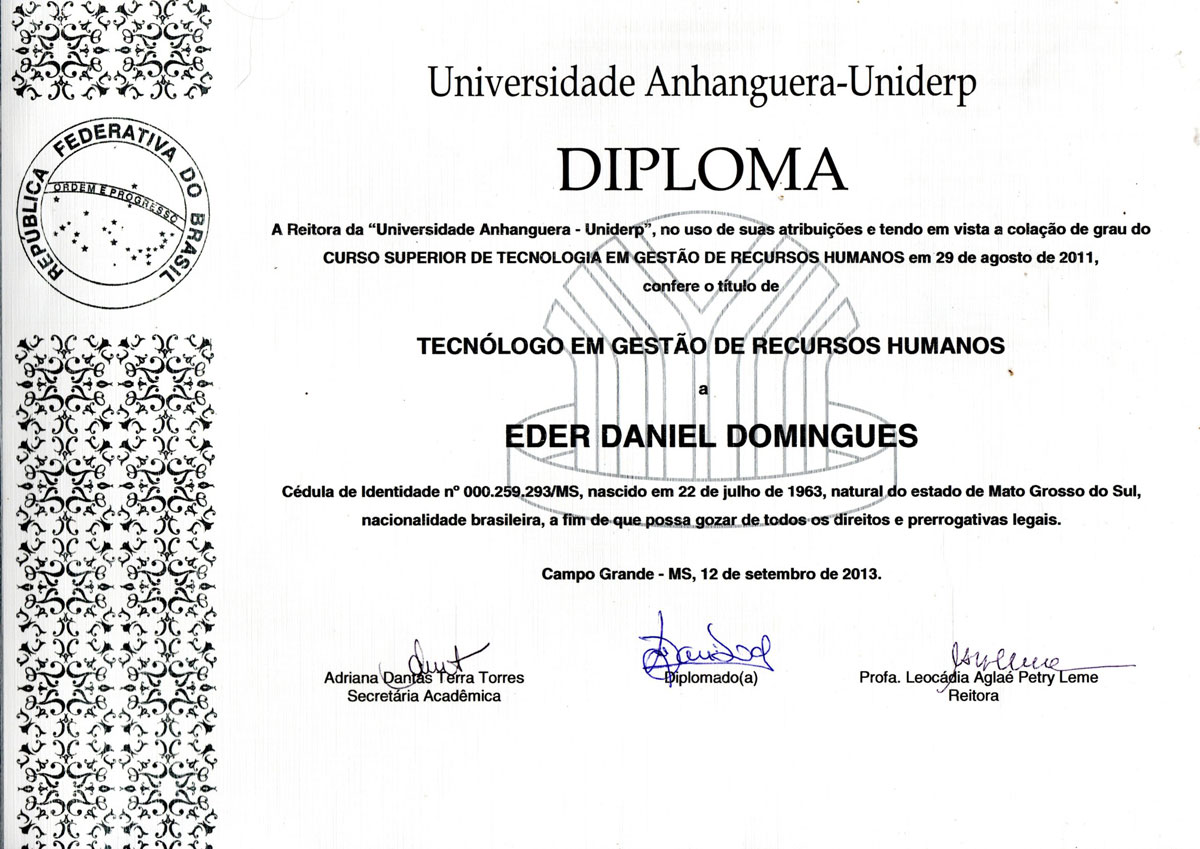 Universidade Anhanguera-Uniderp
DIPLOMA
REPÚBLICA FEDERATIVA DO BRASIL
ORDEM E PROGRESSO
A Reitora da “Universidade Anhanguera - Uniderp”, no uso de suas atribuições e tendo em vista a colação de grau do
CURSO SUPERIOR DE TECNOLOGIA EM GESTÃO DE RECURSOS HUMANOS em 29 de agosto de 2011,
confere o título de
TECNÓLOGO EM GESTÃO DE RECURSOS HUMANOS
a
EDER DANIEL DOMINGUES
Cédula de Identidade nº 000.259.293/MS, nascido em 22 de julho de 1963, natural do estado de Mato Grosso do Sul,
nacionalidade brasileira, a fim de que possa gozar de todos os direitos e prerrogativas legais.
Campo Grande - MS, 12 de setembro de 2013.
Adriana Dantas Terra Torres
Secretária Acadêmica
Diplomado(a)
Profa. Leocádia Aglaé Petry Leme
Reitora